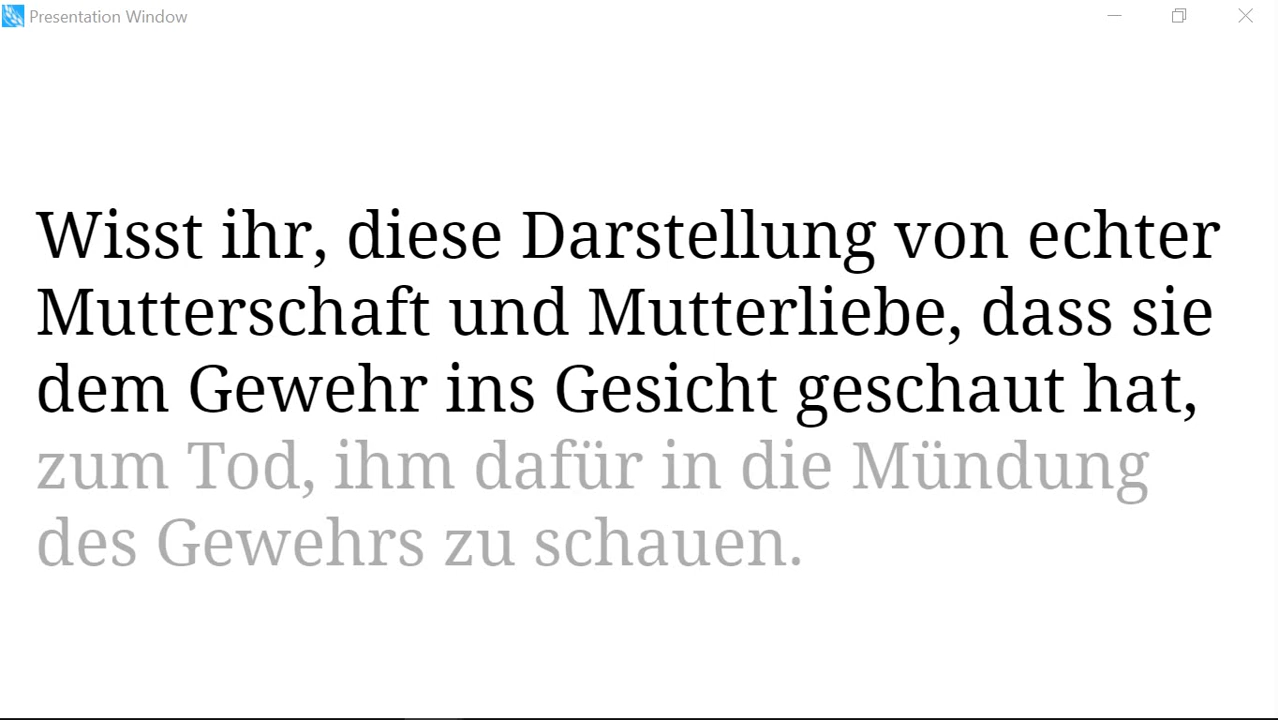 Presentation Window
Wisst ihr, diese Darstellung von echter
Mutterschaft und Mutterliebe, dass sie
dem Gewehr ins Gesicht geschaut hat,
zum Tod, ihm dafür in die Mündung
des Gewehrs zu schauen.